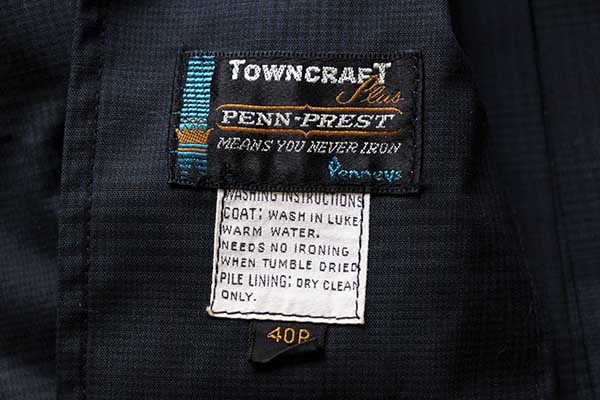 TOWNCRAFT
Plus
PENN-PREST
MEANS YOU NEVER IRON
Penneys
WASHING INSTRUCTIONS
COAT: WASH IN LUKE
WARM WATER.
NEEDS NO IRONING
WHEN TUMBLE DRIED
PILE LINING: DRY CLEAN
ONLY.
40R